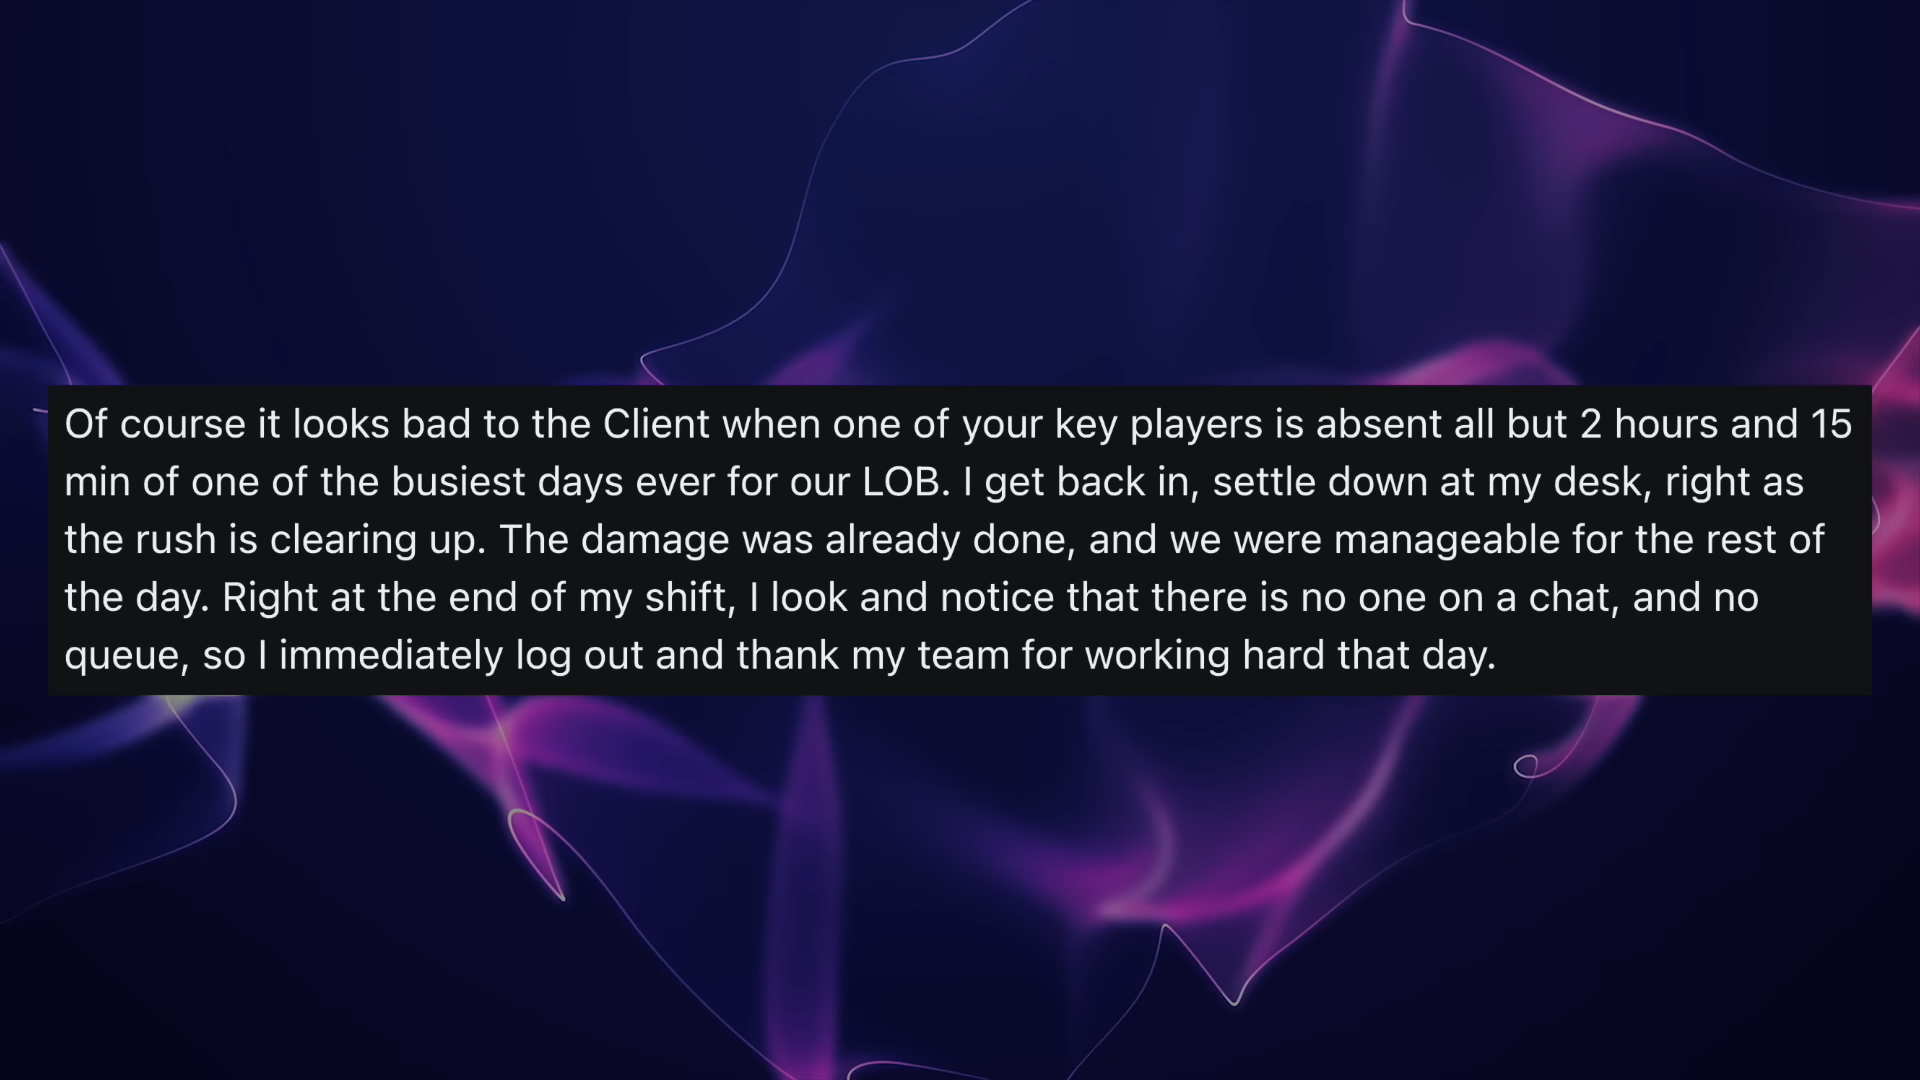 Of course it looks bad to the Client when one of your key players is absent all but 2 hours and 15
min of one of the busiest days ever for our LOB. I get back in, settle down at my desk, right as
the rush is clearing up. The damage was already done, and we were manageable for the rest of
the day. Right at the end of my shift, I look and notice that there is no one on a chat, and no
queue, so I immediately log out and thank my team for working hard that day.